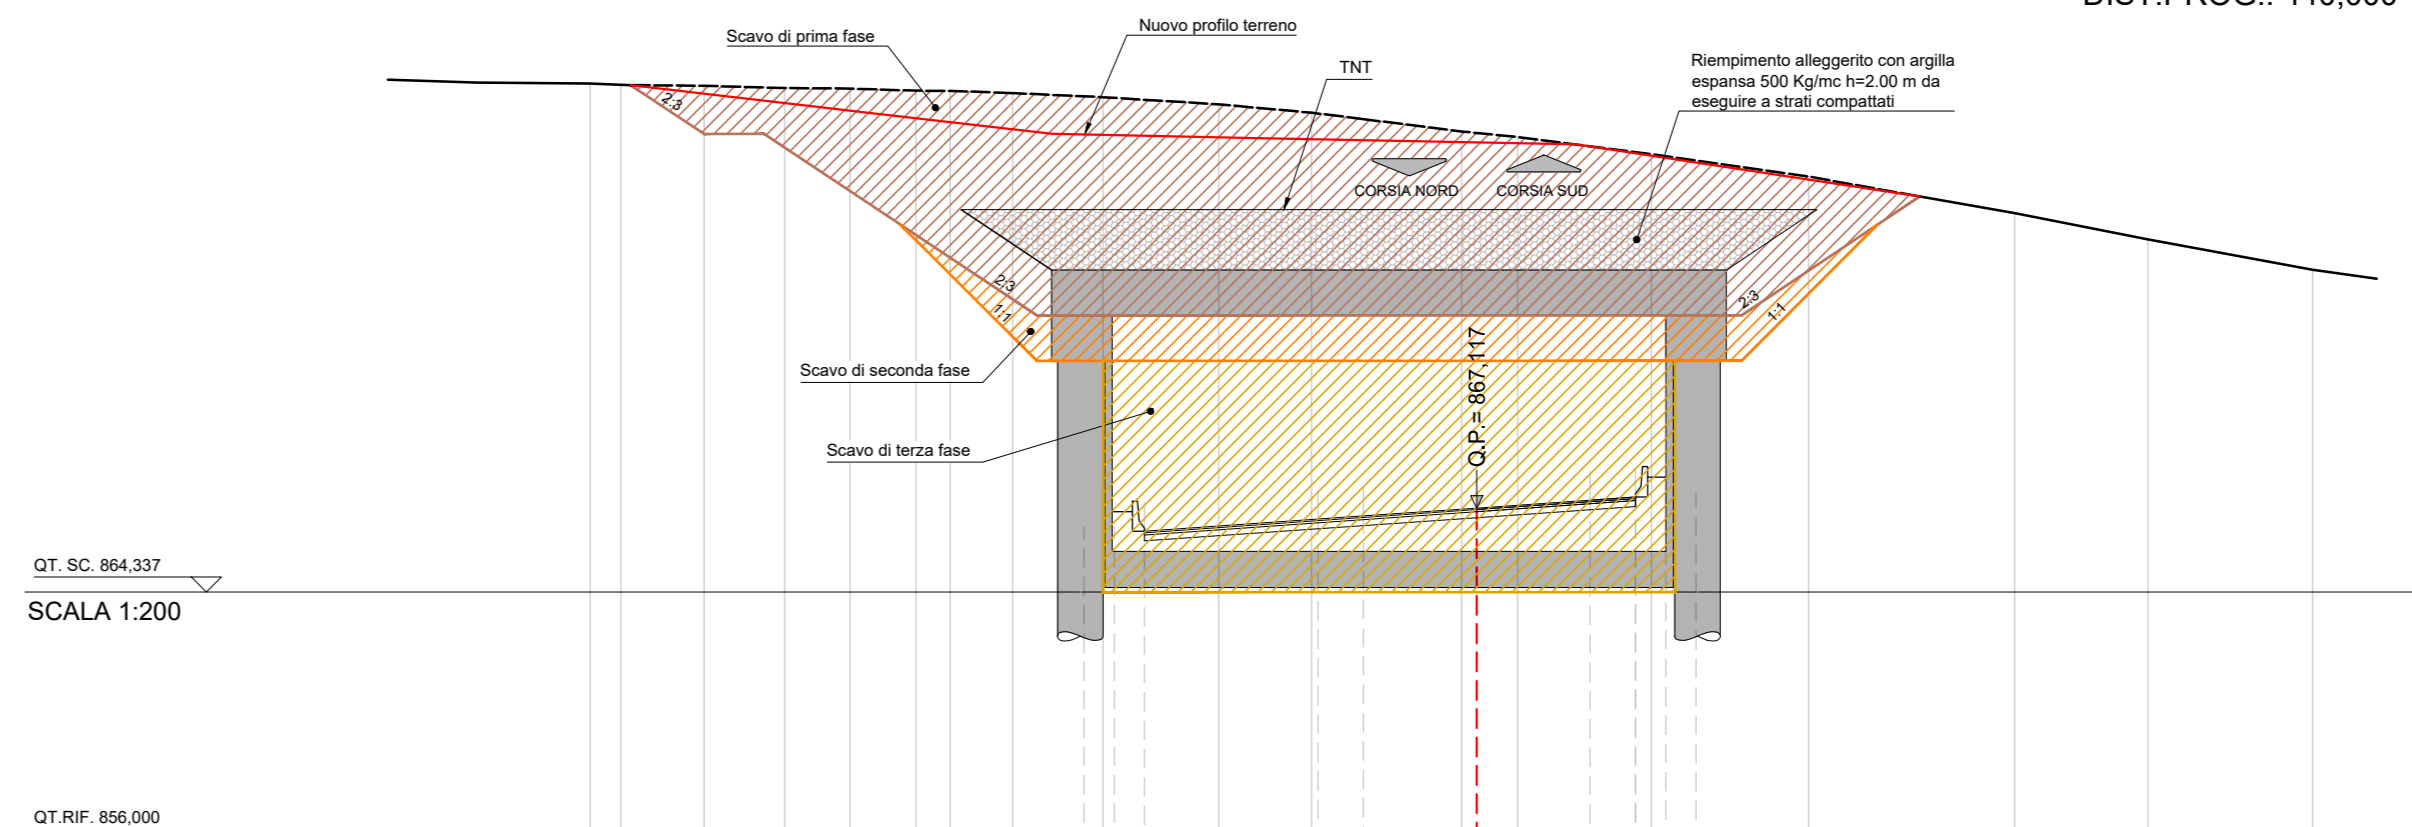 Scavo di prima fase
Nuovo profilo terreno
TNT
Riempimento alleggerito con argilla
espansa 500 Kg/mc h=2.00 m da
eseguire a strati compattati
2:3
CORSIA NORD
CORSIA SUD
2:3
1:1
2:3
1:1
Scavo di seconda fase
Q.P.= 867,117
Scavo di terza fase
QT. SC. 864,337
SCALA 1:200
QT.RIF. 856,000